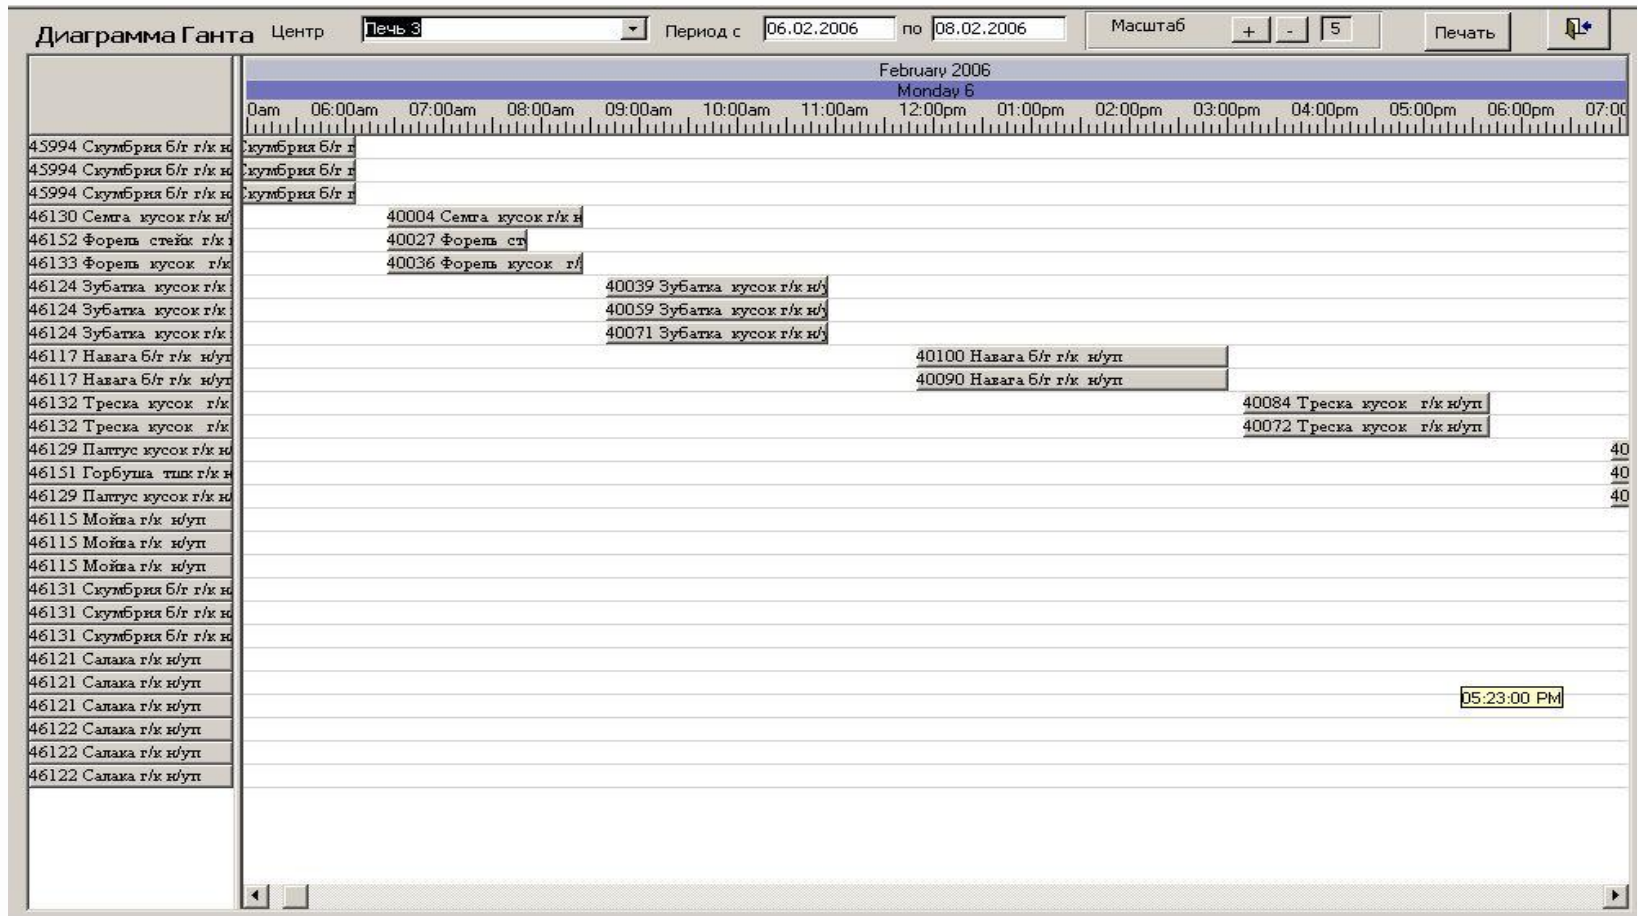 Диаграмма Ганта Центр Печь 3 Период с 06.02.2006 по 08.02.2006 Масштаб + - 5 Печать
February 2006
Monday 6
0am 06:00am 07:00am 08:00am 09:00am 10:00am 11:00am 12:00pm 01:00pm 02:00pm 03:00pm 04:00pm 05:00pm 06:00pm 07:00
45994 Скумбрия б/г г/к н Скумбрия б/г г
45994 Скумбрия б/г г/к н Скумбрия б/г г
45994 Скумбрия б/г г/к н Скумбрия б/г г
46130 Семга кусок г/к н/ 40004 Семга кусок г/к н
46152 Форель стейк г/к 40027 Форель ст
46133 Форель кусок г/к 40036 Форель кусок г/
46124 Зубатка кусок г/к 40039 Зубатка кусок г/к н/у
46124 Зубатка кусок г/к 40059 Зубатка кусок г/к н/у
46124 Зубатка кусок г/к 40071 Зубатка кусок г/к н/у
46117 Навага б/г г/к н/уп 40100 Навага б/г г/к н/уп
46117 Навага б/г г/к н/уп 40090 Навага б/г г/к н/уп
46132 Треска кусок г/к 40084 Треска кусок г/к н/уп
46132 Треска кусок г/к 40072 Треска кусок г/к н/уп
46129 Палтус кусок г/к н/ 40
46151 Горбуша тшк г/к н 40
46129 Палтус кусок г/к н/ 40
46115 Мойва г/к н/уп
46115 Мойва г/к н/уп
46115 Мойва г/к н/уп
46131 Скумбрия б/г г/к н
46131 Скумбрия б/г г/к н
46131 Скумбрия б/г г/к н
46121 Салака г/к н/уп
46121 Салака г/к н/уп
46121 Салака г/к н/уп 05:23:00 PM
46122 Салака г/к н/уп
46122 Салака г/к н/уп
46122 Салака г/к н/уп